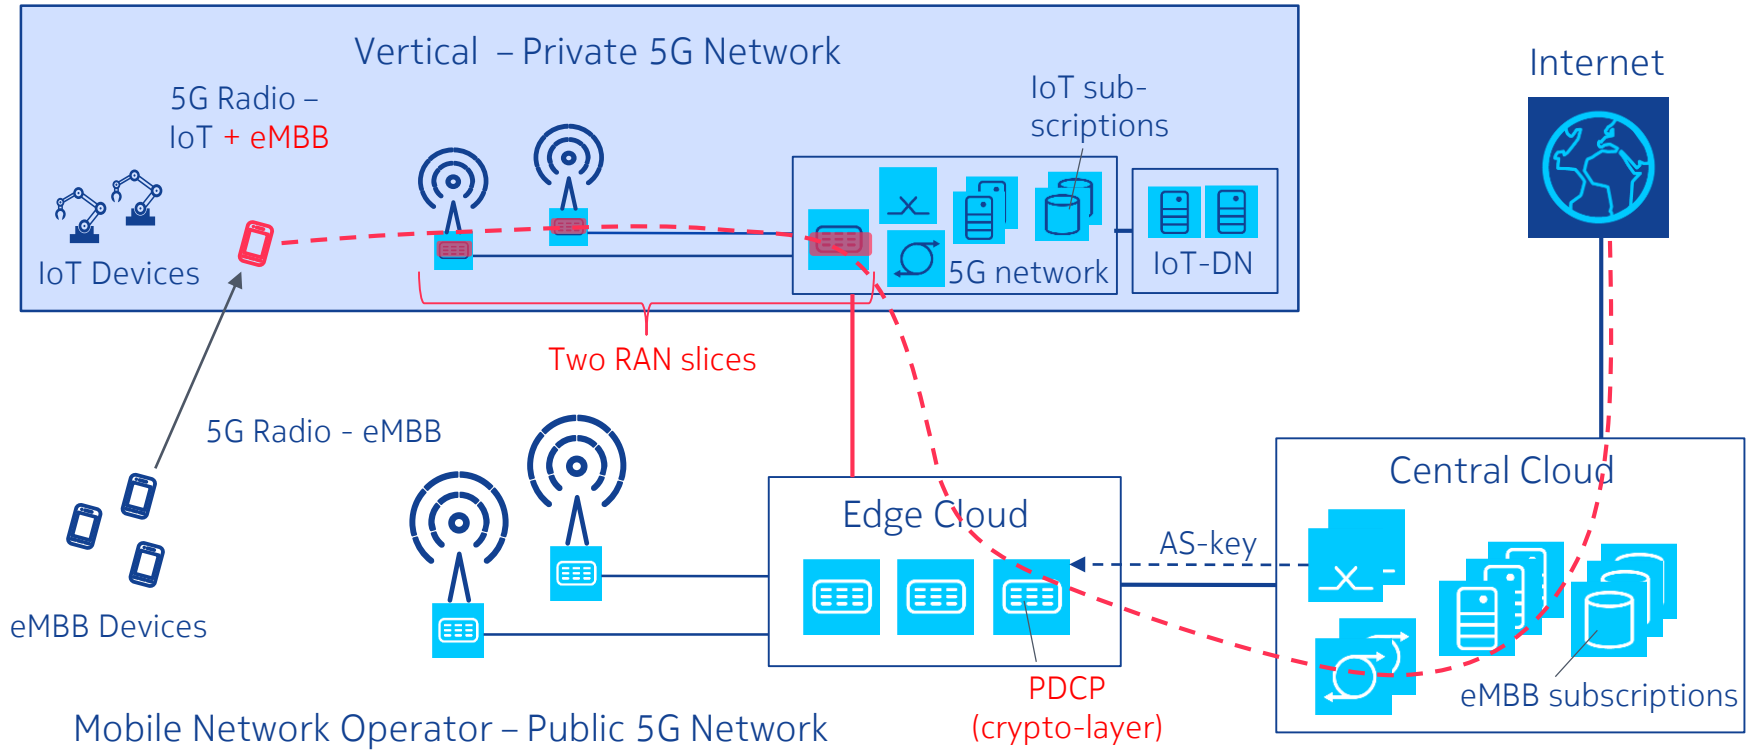 Vertical – Private 5G Network
Internet
5G Radio –
IoT + eMBB
IoT sub-
scriptions
IoT Devices
5G network
IoT-DN
Two RAN slices
5G Radio - eMBB
Edge Cloud
Central Cloud
AS-key
eMBB Devices
PDCP
(crypto-layer)
eMBB subscriptions
Mobile Network Operator – Public 5G Network